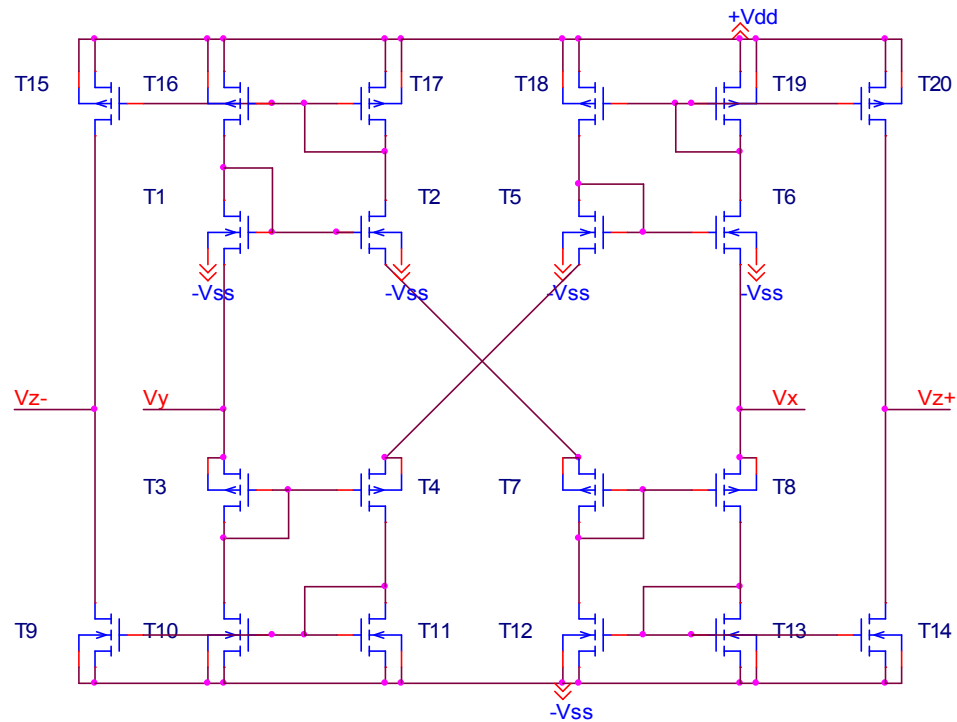 +Vdd
T15 T16 T17 T18 T19 T20
T1 T2 T5 T6
-Vss -Vss -Vss -Vss
Vz- Vy Vx Vz+
T3 T4 T7 T8
T9 T10 T11 T12 T13 T14
-Vss